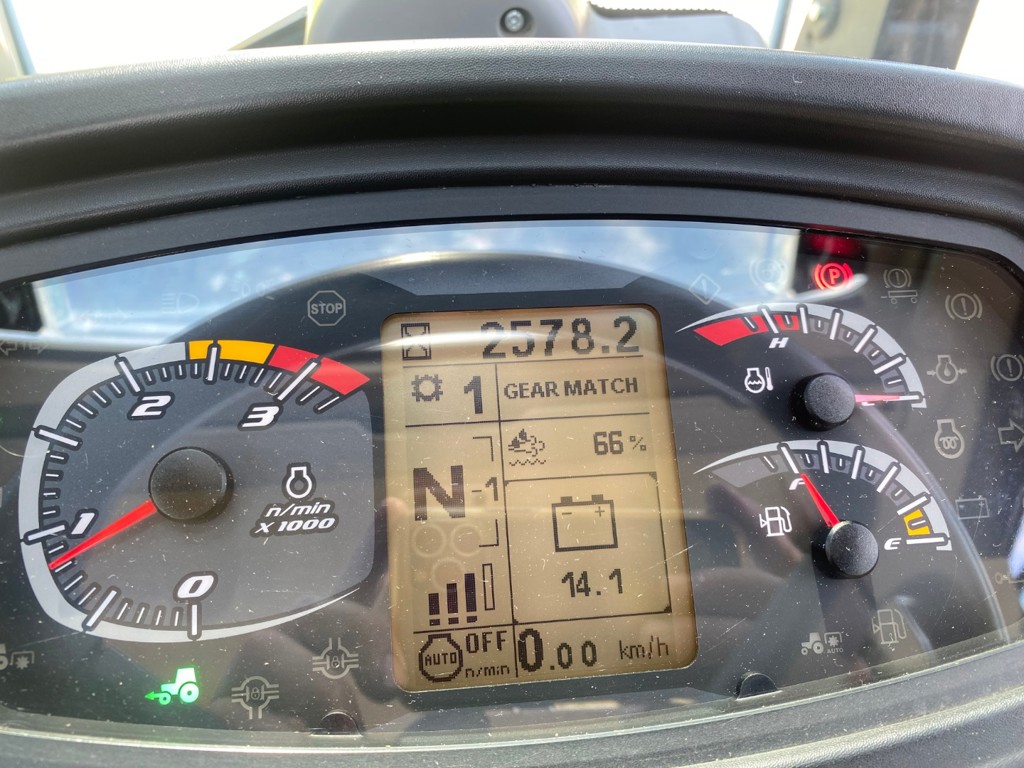 STOP
2578.2
1 GEAR MATCH
66 %
N-1
- +
14.1
AUTO OFF
n/min
0.00 km/h
0
1
2
3
n/min
X 1000
H
C
P
F
E
AUTO